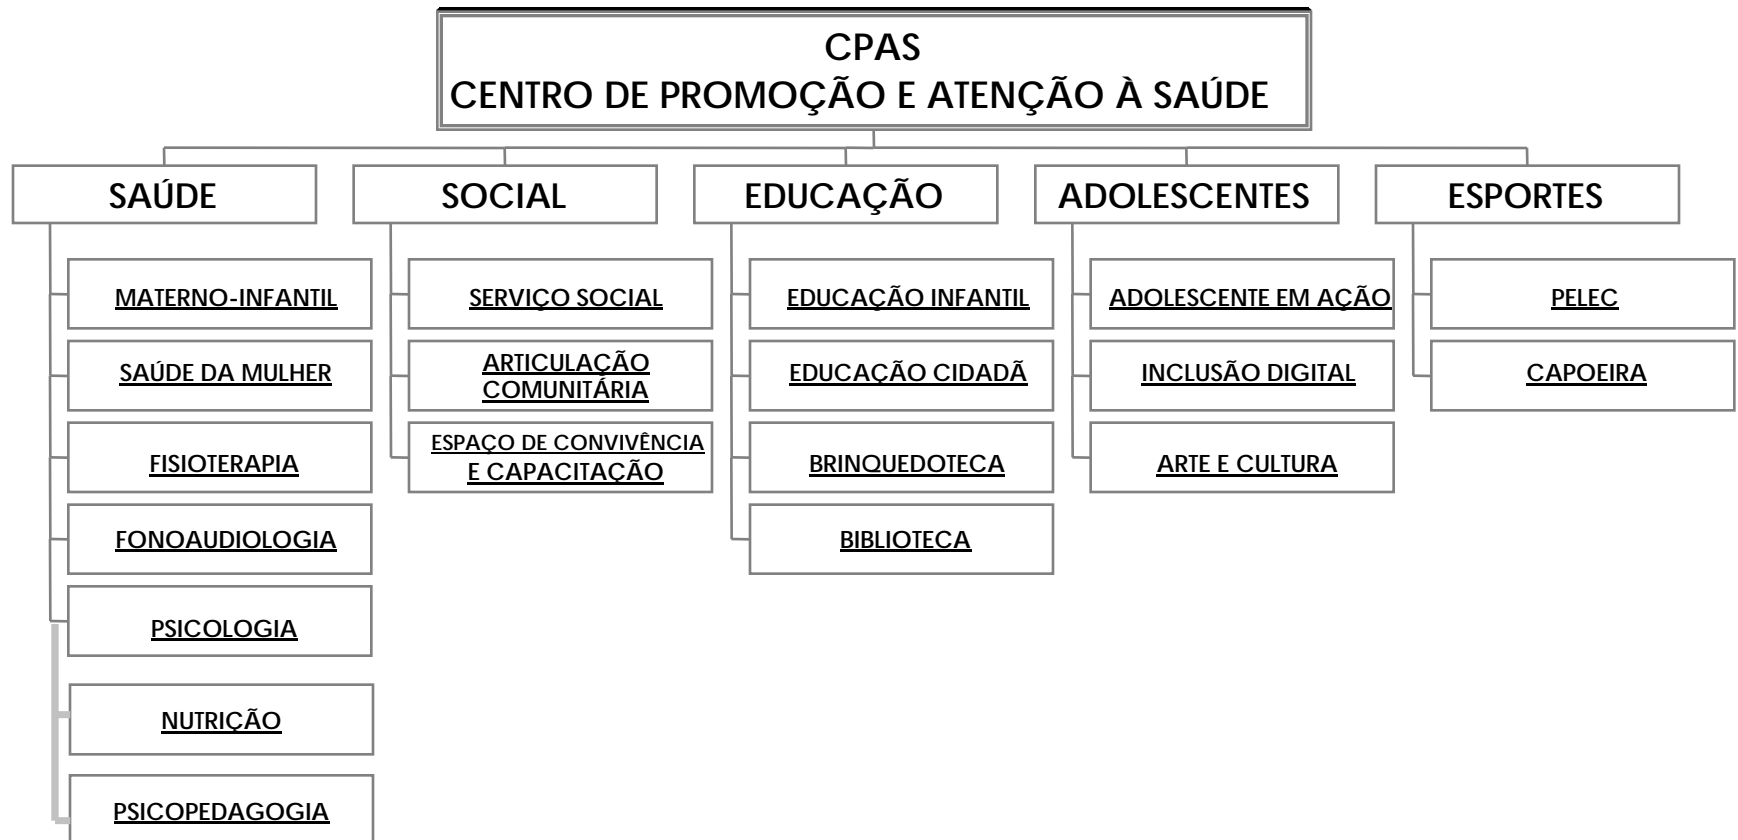 CPAS
CENTRO DE PROMOÇÃO E ATENÇÃO À SAÚDE
SAÚDE
MATERNO-INFANTIL
SAÚDE DA MULHER
FISIOTERAPIA
FONOAUDIOLOGIA
PSICOLOGIA
NUTRIÇÃO
PSICOPEDAGOGIA
SOCIAL
SERVIÇO SOCIAL
ARTICULAÇÃO
COMUNITÁRIA
ESPAÇO DE CONVIVÊNCIA
E CAPACITAÇÃO
EDUCAÇÃO
EDUCAÇÃO INFANTIL
EDUCAÇÃO CIDADÃ
BRINQUEDOTECA
BIBLIOTECA
ADOLESCENTES
ADOLESCENTE EM AÇÃO
INCLUSÃO DIGITAL
ARTE E CULTURA
ESPORTES
PELEC
CAPOEIRA